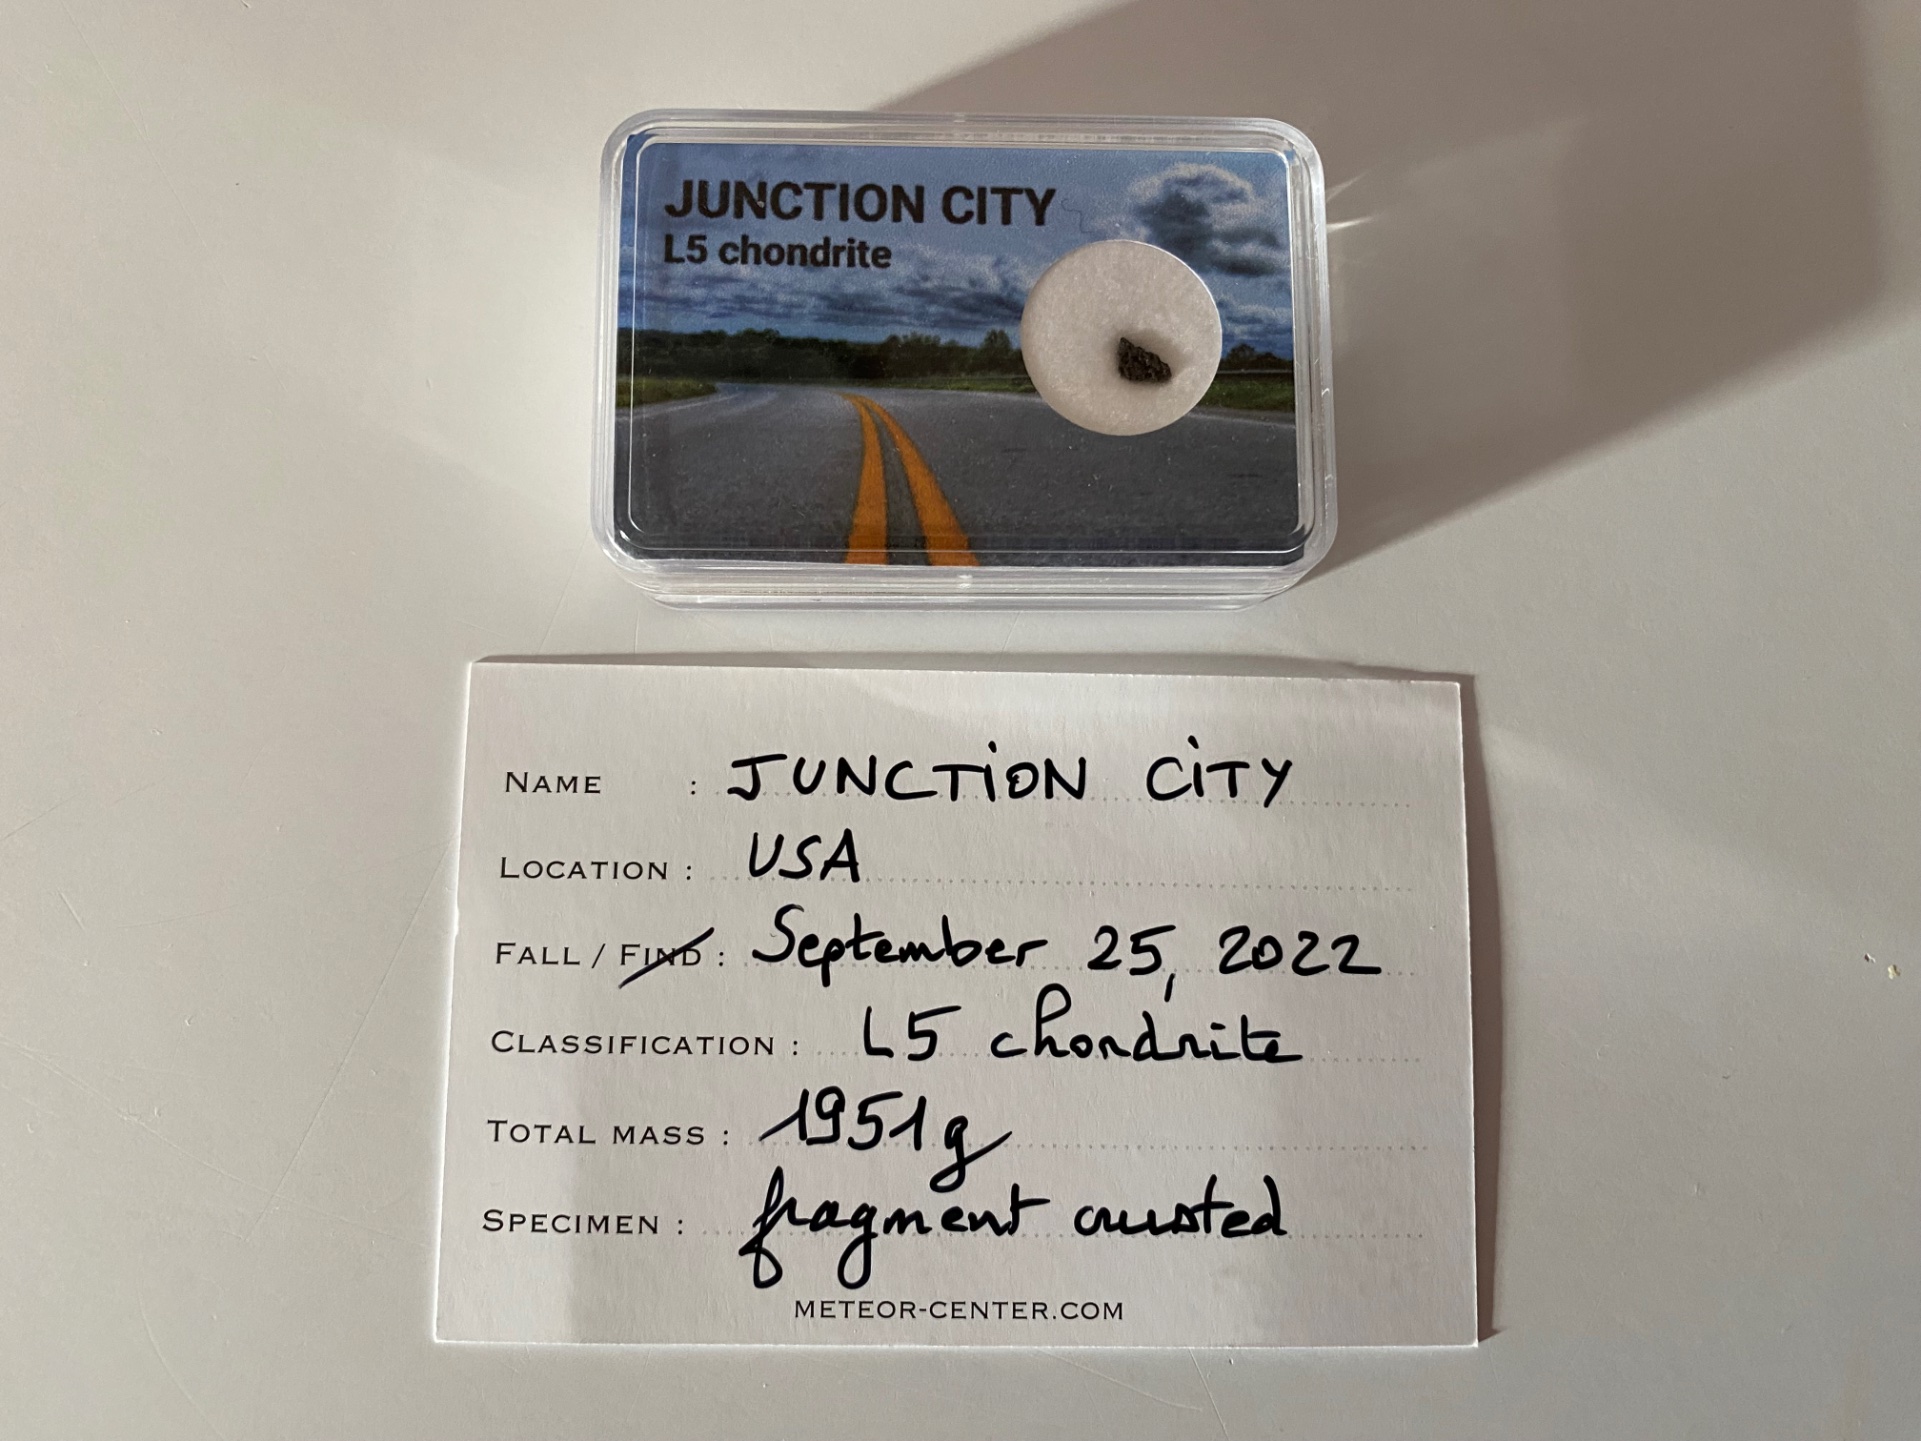 JUNCTION CITY
L5 chondrite
NAME : JUNCTION CITY
LOCATION : USA
FALL / FIND : September 25, 2022
CLASSIFICATION : L5 chondrite
TOTAL MASS : 1951g
SPECIMEN : fragment crusted
METEOR-CENTER.COM